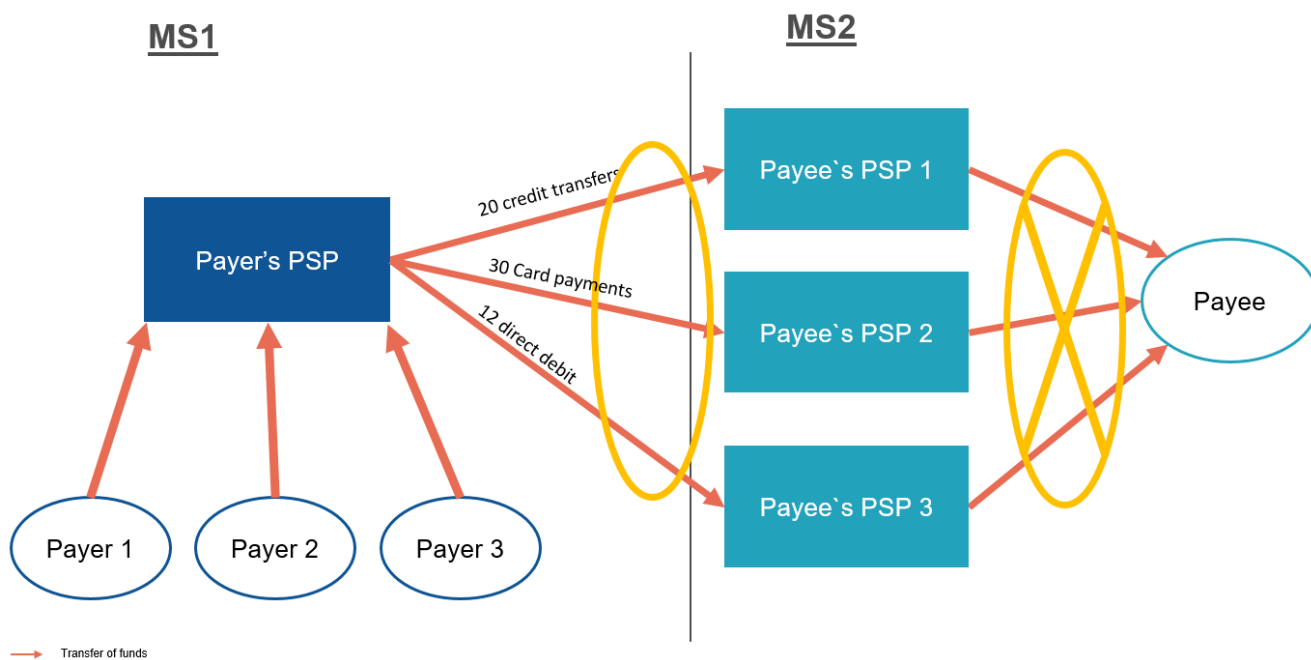 MS1
MS2
20 credit transfers
Payee`s PSP 1
Payer’s PSP
30 Card payments
Payee
12 direct debit
Payee`s PSP 2
Payee`s PSP 3
Payer 1
Payer 2
Payer 3
Transfer of funds